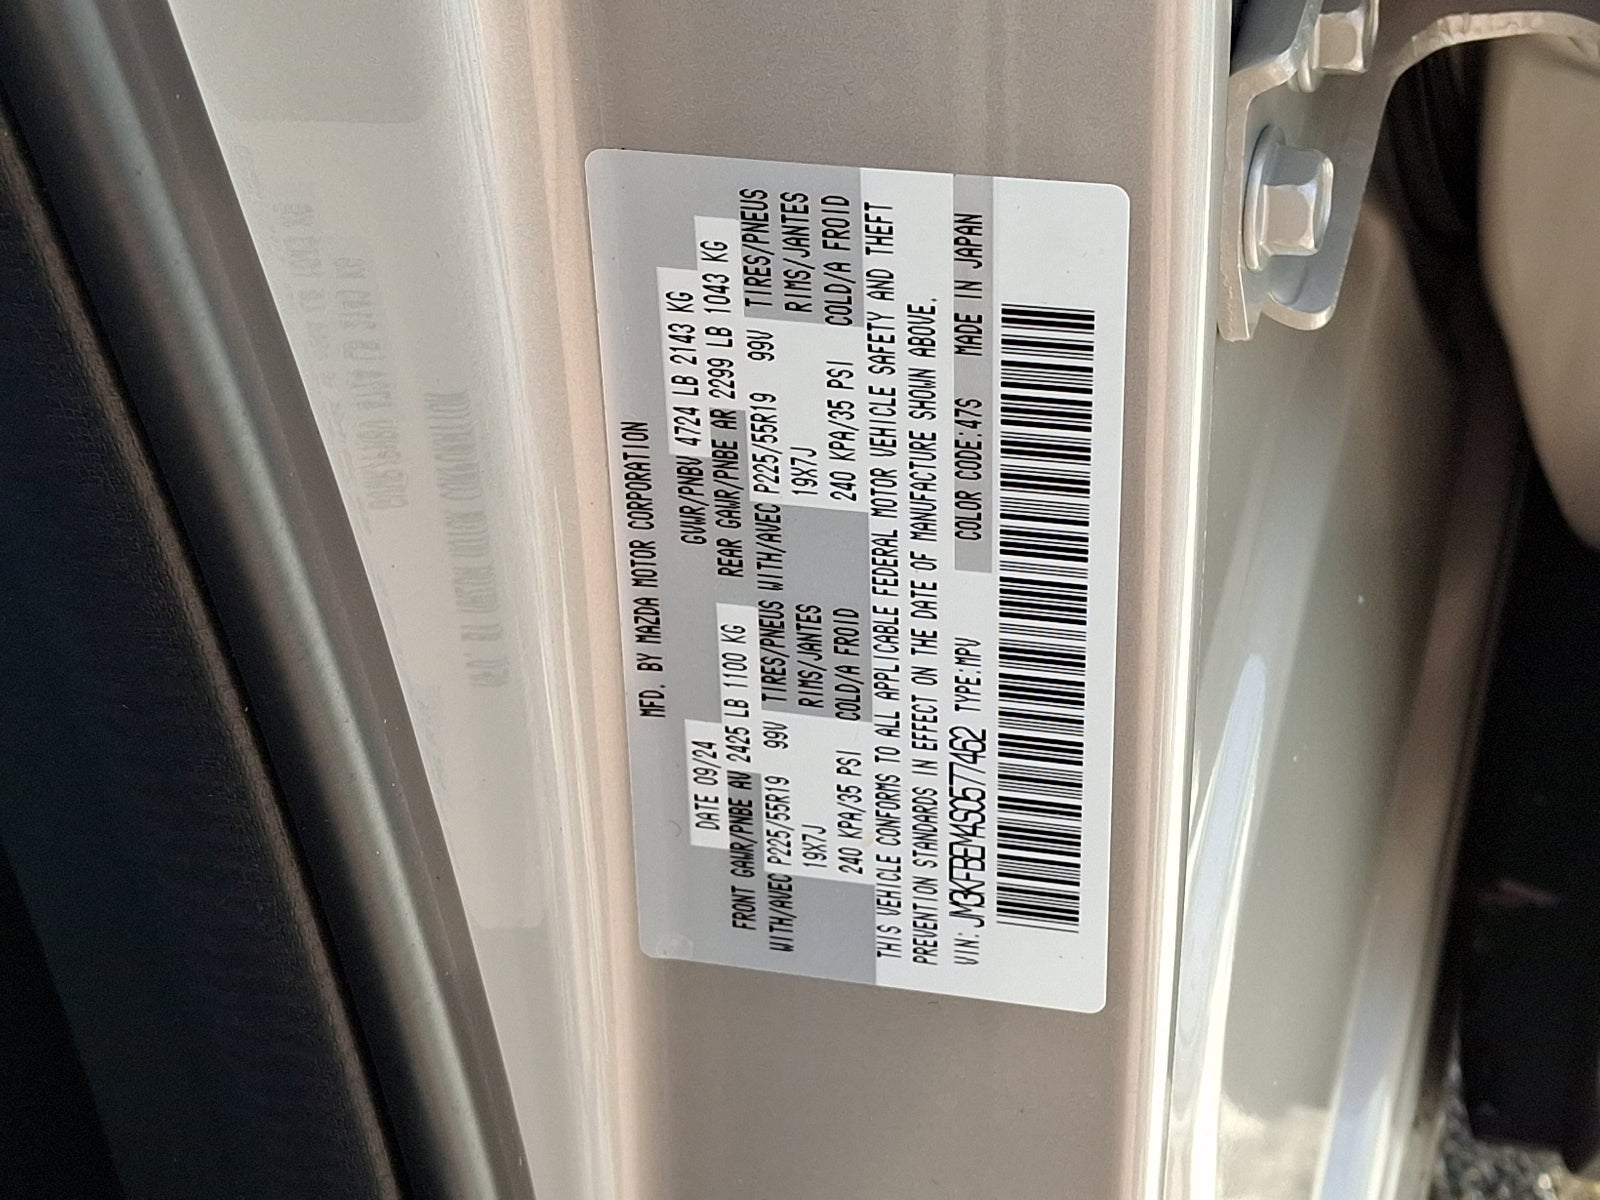 MFD. BY MAZDA MOTOR CORPORATION
DATE 09/24 GVWR/PNBV 4724 LB 2143 KG
FRONT GAWR/PNBE AV 2425 LB 1100 KG REAR GAWR/PNBE AR 2299 LB 1043 KG
WITH/AVEC P225/55R19 99V TIRES/PNEUS WITH/AVEC P225/55R19 99V TIRES/PNEUS
19X7J RIMS/JANTES 19X7J RIMS/JANTES
240 KPA/35 PSI COLD/A FROID 240 KPA/35 PSI COLD/A FROID
THIS VEHICLE CONFORMS TO ALL APPLICABLE FEDERAL MOTOR VEHICLE SAFETY AND THEFT
PREVENTION STANDARDS IN EFFECT ON THE DATE OF MANUFACTURE SHOWN ABOVE.
VIN: JM3KFBEM4S0577462 TYPE:MPV COLOR CODE:47S MADE IN JAPAN